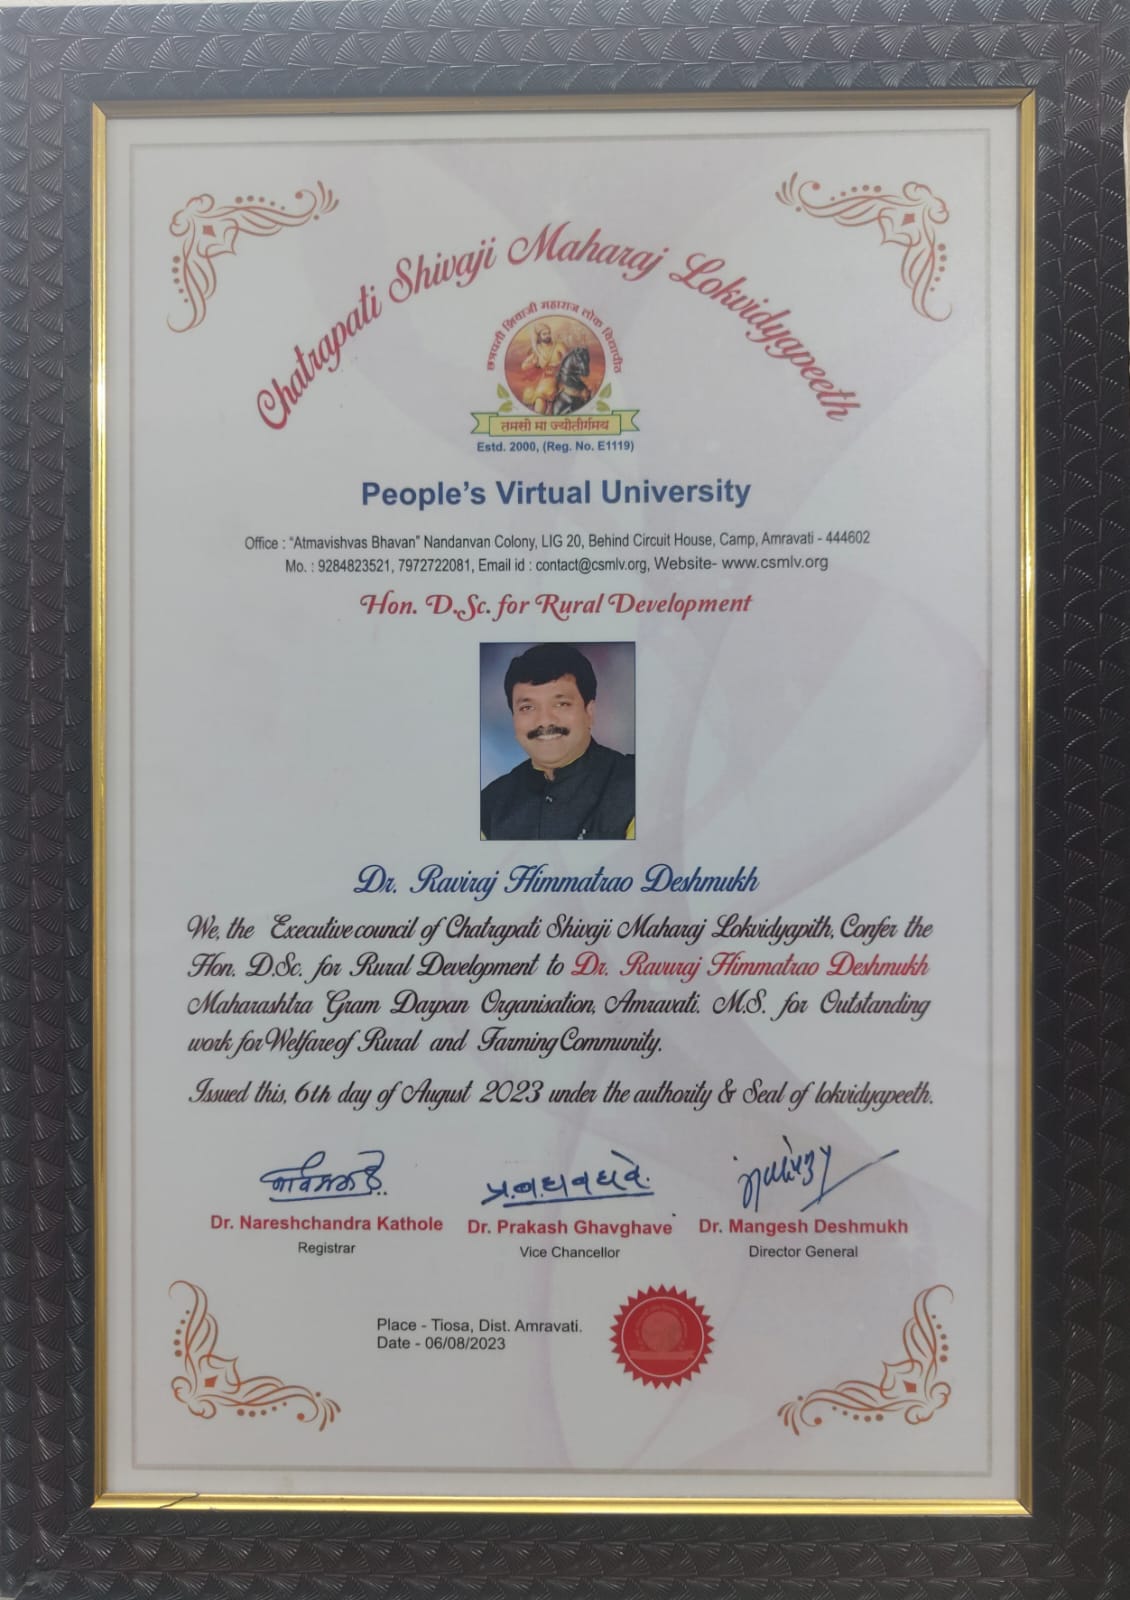 Chatrapati Shivaji Maharaj Lokvidyapeeth
छत्रपती शिवाजी महाराज लोक विद्यापीठ
तमसो मा ज्योतीर्गमय
Estd. 2000, (Reg. No. E1119)
People's Virtual University
Office : "Atmavishvas Bhavan" Nandanvan Colony, LIG 20, Behind Circuit House, Camp, Amravati - 444602
Mo. : 9284823521, 7972722081, Email id : contact@csmlv.org, Website- www.csmlv.org
Hon. D.Sc. for Rural Development
Dr. Raviraj Himmatrao Deshmukh
We, the Executive council of Chatrapati Shivaji Maharaj Lokvidyapith, Confer the
Hon. D.Sc. for Rural Development to Dr. Ravuraj Himmatrao Deshmukh
Maharashtra Gram Darpan Organisation, Amravati. M.S. for Outstanding
work for Welfare of Rural and Farming Community.
Issued this, 6th day of August 2023 under the authority & Seal of lokvidyapeeth.
Dr. Nareshchandra Kathole Dr. Prakash Ghavghave Dr. Mangesh Deshmukh
Registrar Vice Chancellor Director General
Place - Tiosa, Dist. Amravati.
Date - 06/08/2023